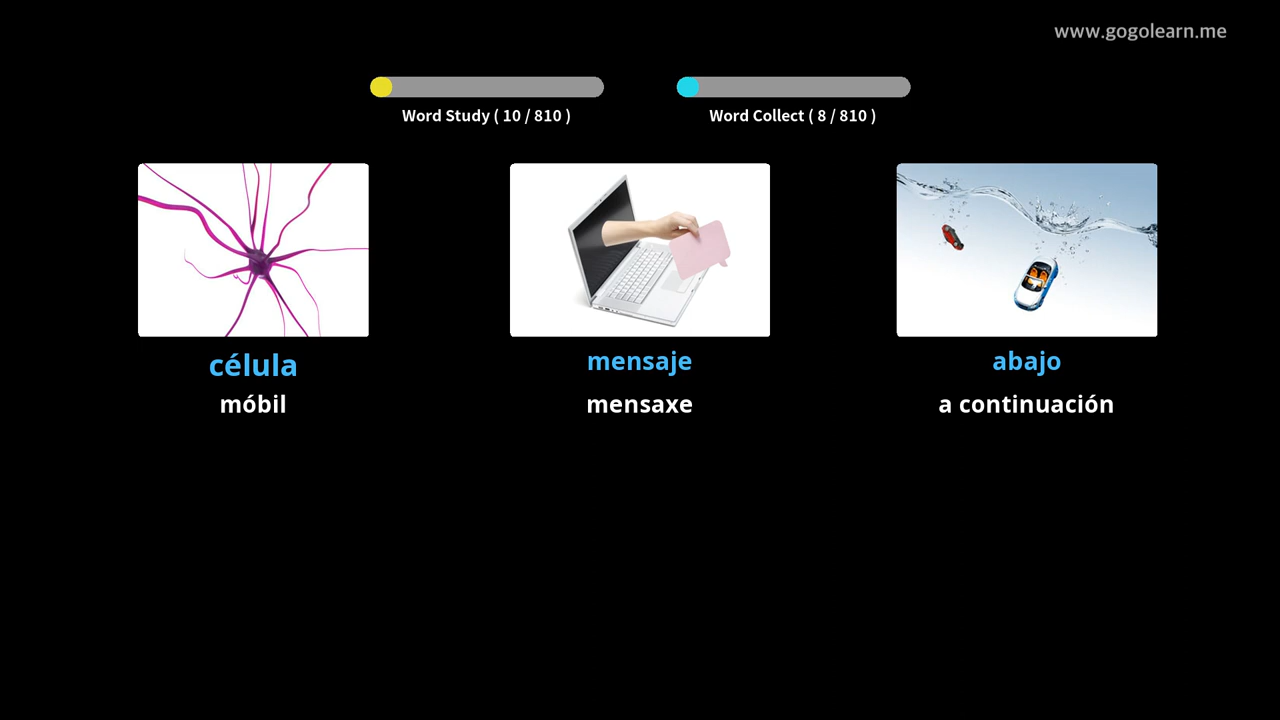 www.gogolearn.me
Word Study ( 10 / 810 )
Word Collect ( 8 / 810 )
célula
móbil
mensaje
mensaxe
abajo
a continuación